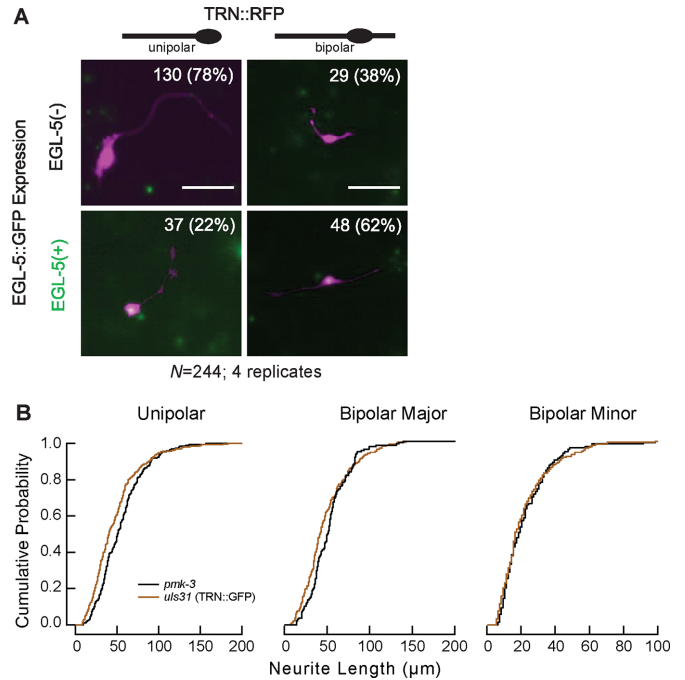 A
TRN::RFP
unipolar
bipolar
EGL-5::GFP Expression
EGL-5(-)
130 (78%)
29 (38%)
EGL-5(+)
37 (22%)
48 (62%)
N=244; 4 replicates
B
Unipolar
Bipolar Major
Bipolar Minor
Cumulative Probability
1.0
0.8
0.6
0.4
0.2
0.0
pmk-3
uIs31 (TRN::GFP)
0 50 100 150 200
0 50 100 150 200
0 20 40 60 80 100
Neurite Length (µm)